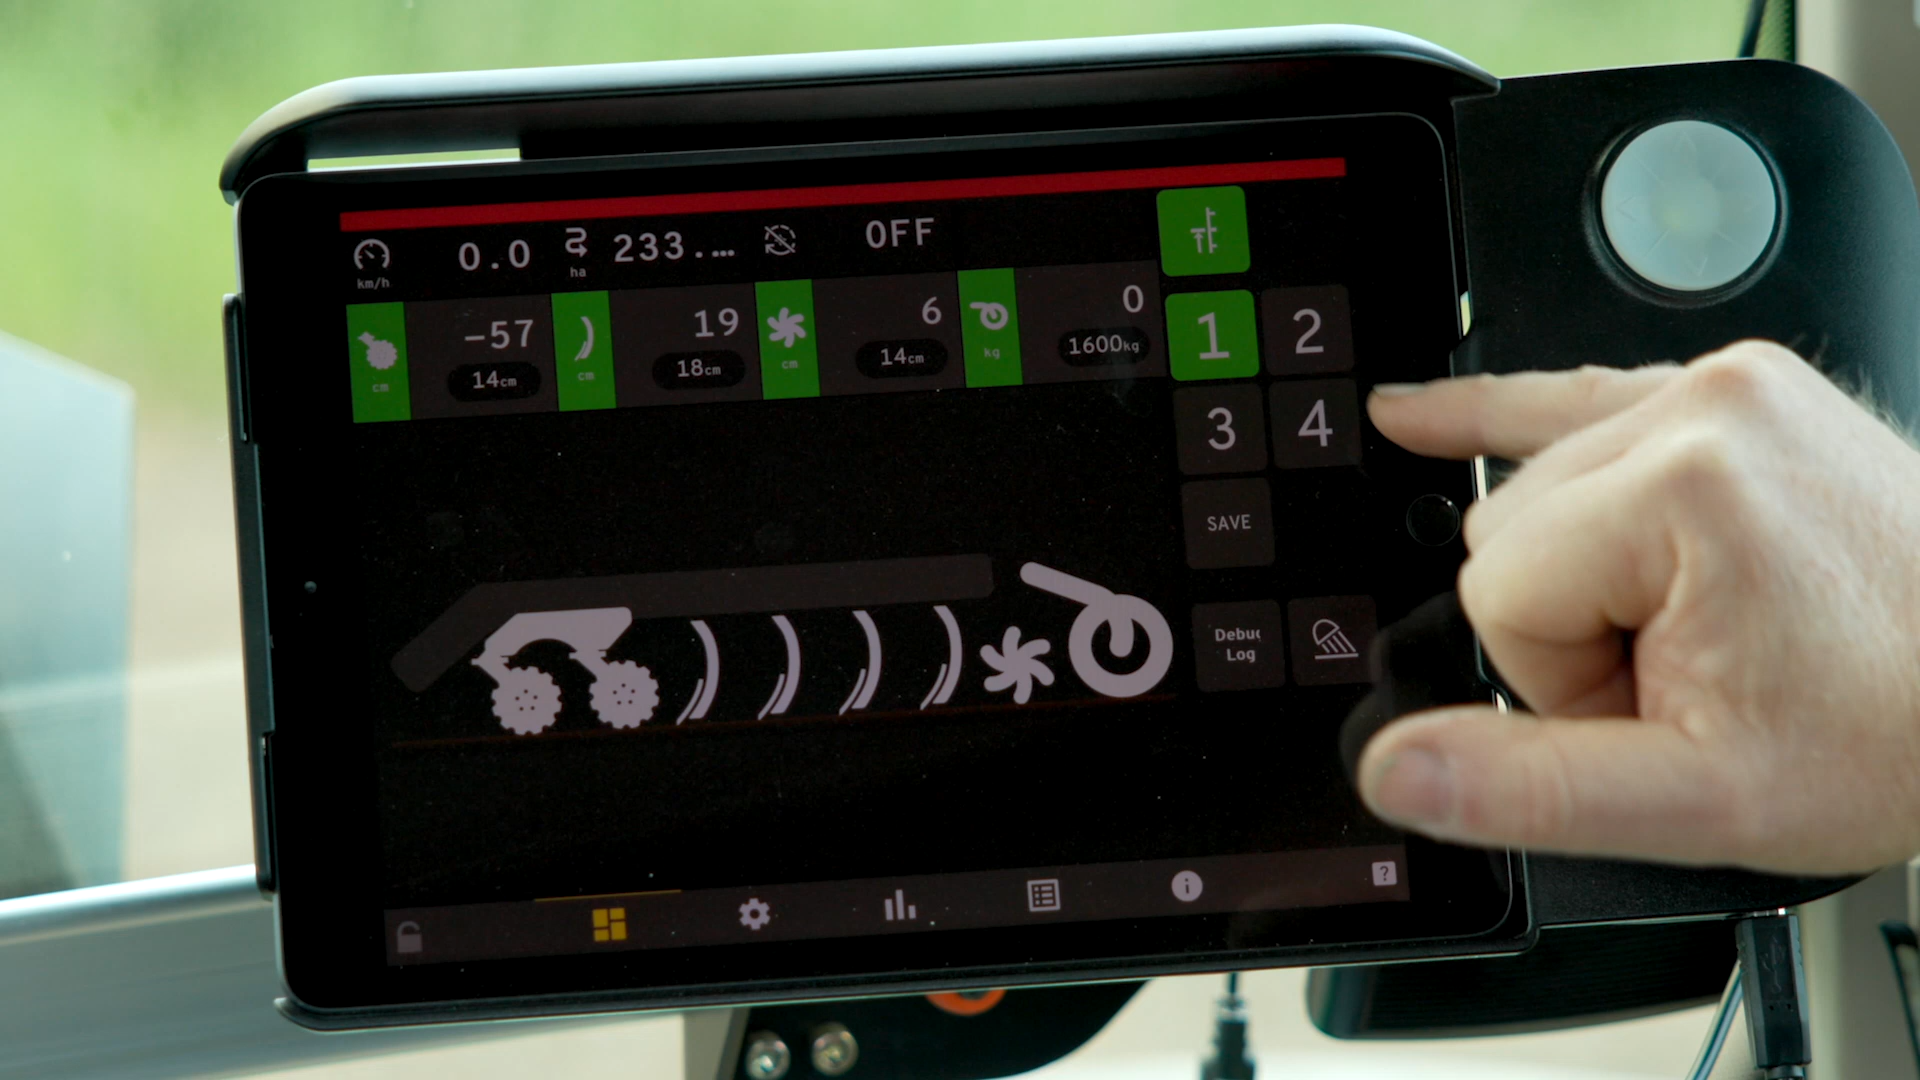 0.0
km/h
ha
233....
OFF
-57
14cm
cm
19
18cm
cm
6
14cm
cm
0
1600kg
kg
1
2
3
4
SAVE
Debug
Log
i
?